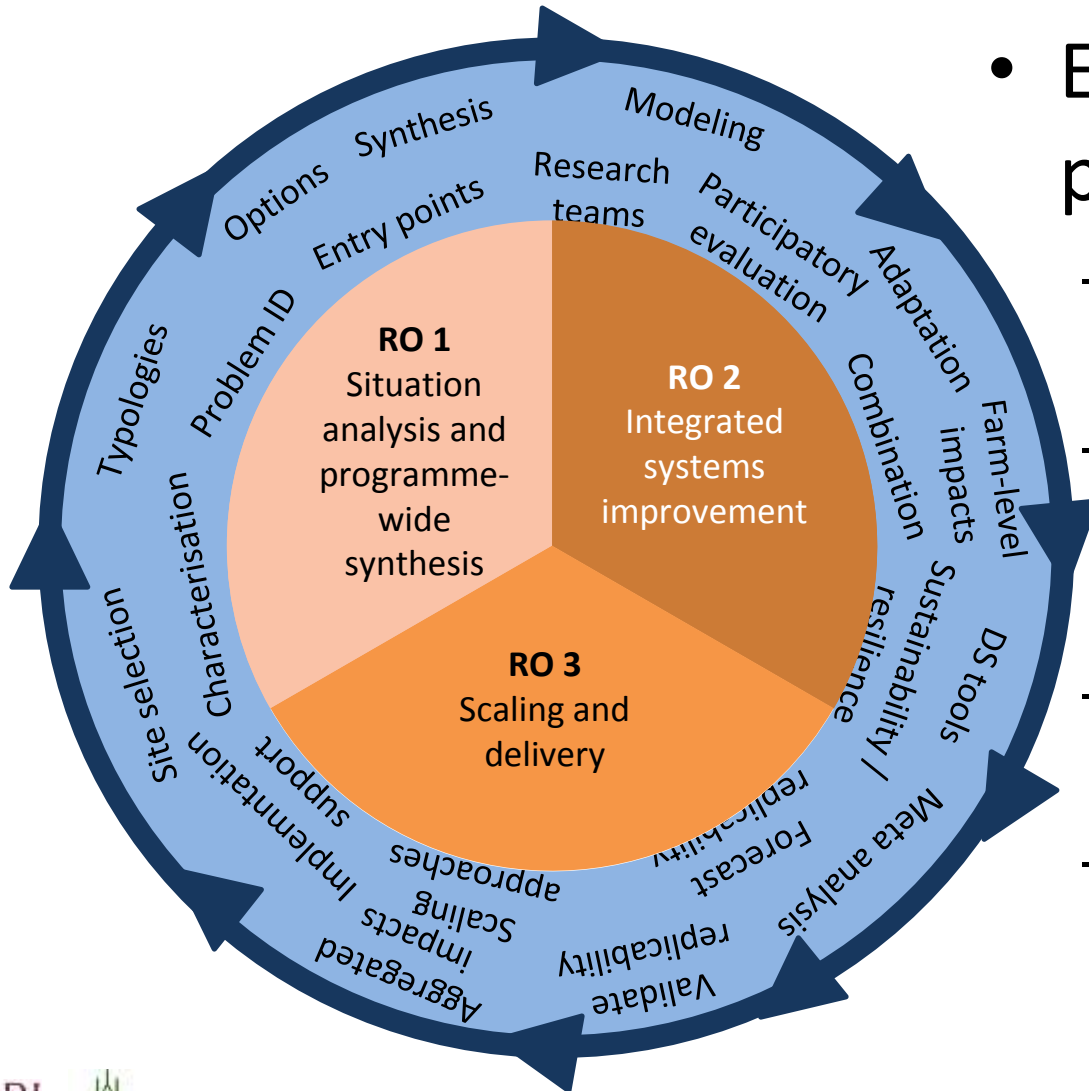 Synthesis
Modeling
Options
Entry points
Research
teams
Participatory
evaluation
Adaptation
Combination
Farm-level
impacts
Sustainability /
resilience
DS tools
Meta analysis
Forecast
replicability
Validate
replicability
Aggregated
impacts
Scaling
approaches
Implemntation
support
Site selection
Characterisation
Typologies
Problem ID
RO 1
Situation
analysis and
programme-
wide
synthesis
RO 2
Integrated
systems
improvement
RO 3
Scaling and
delivery
• E
p
-
-
-
-